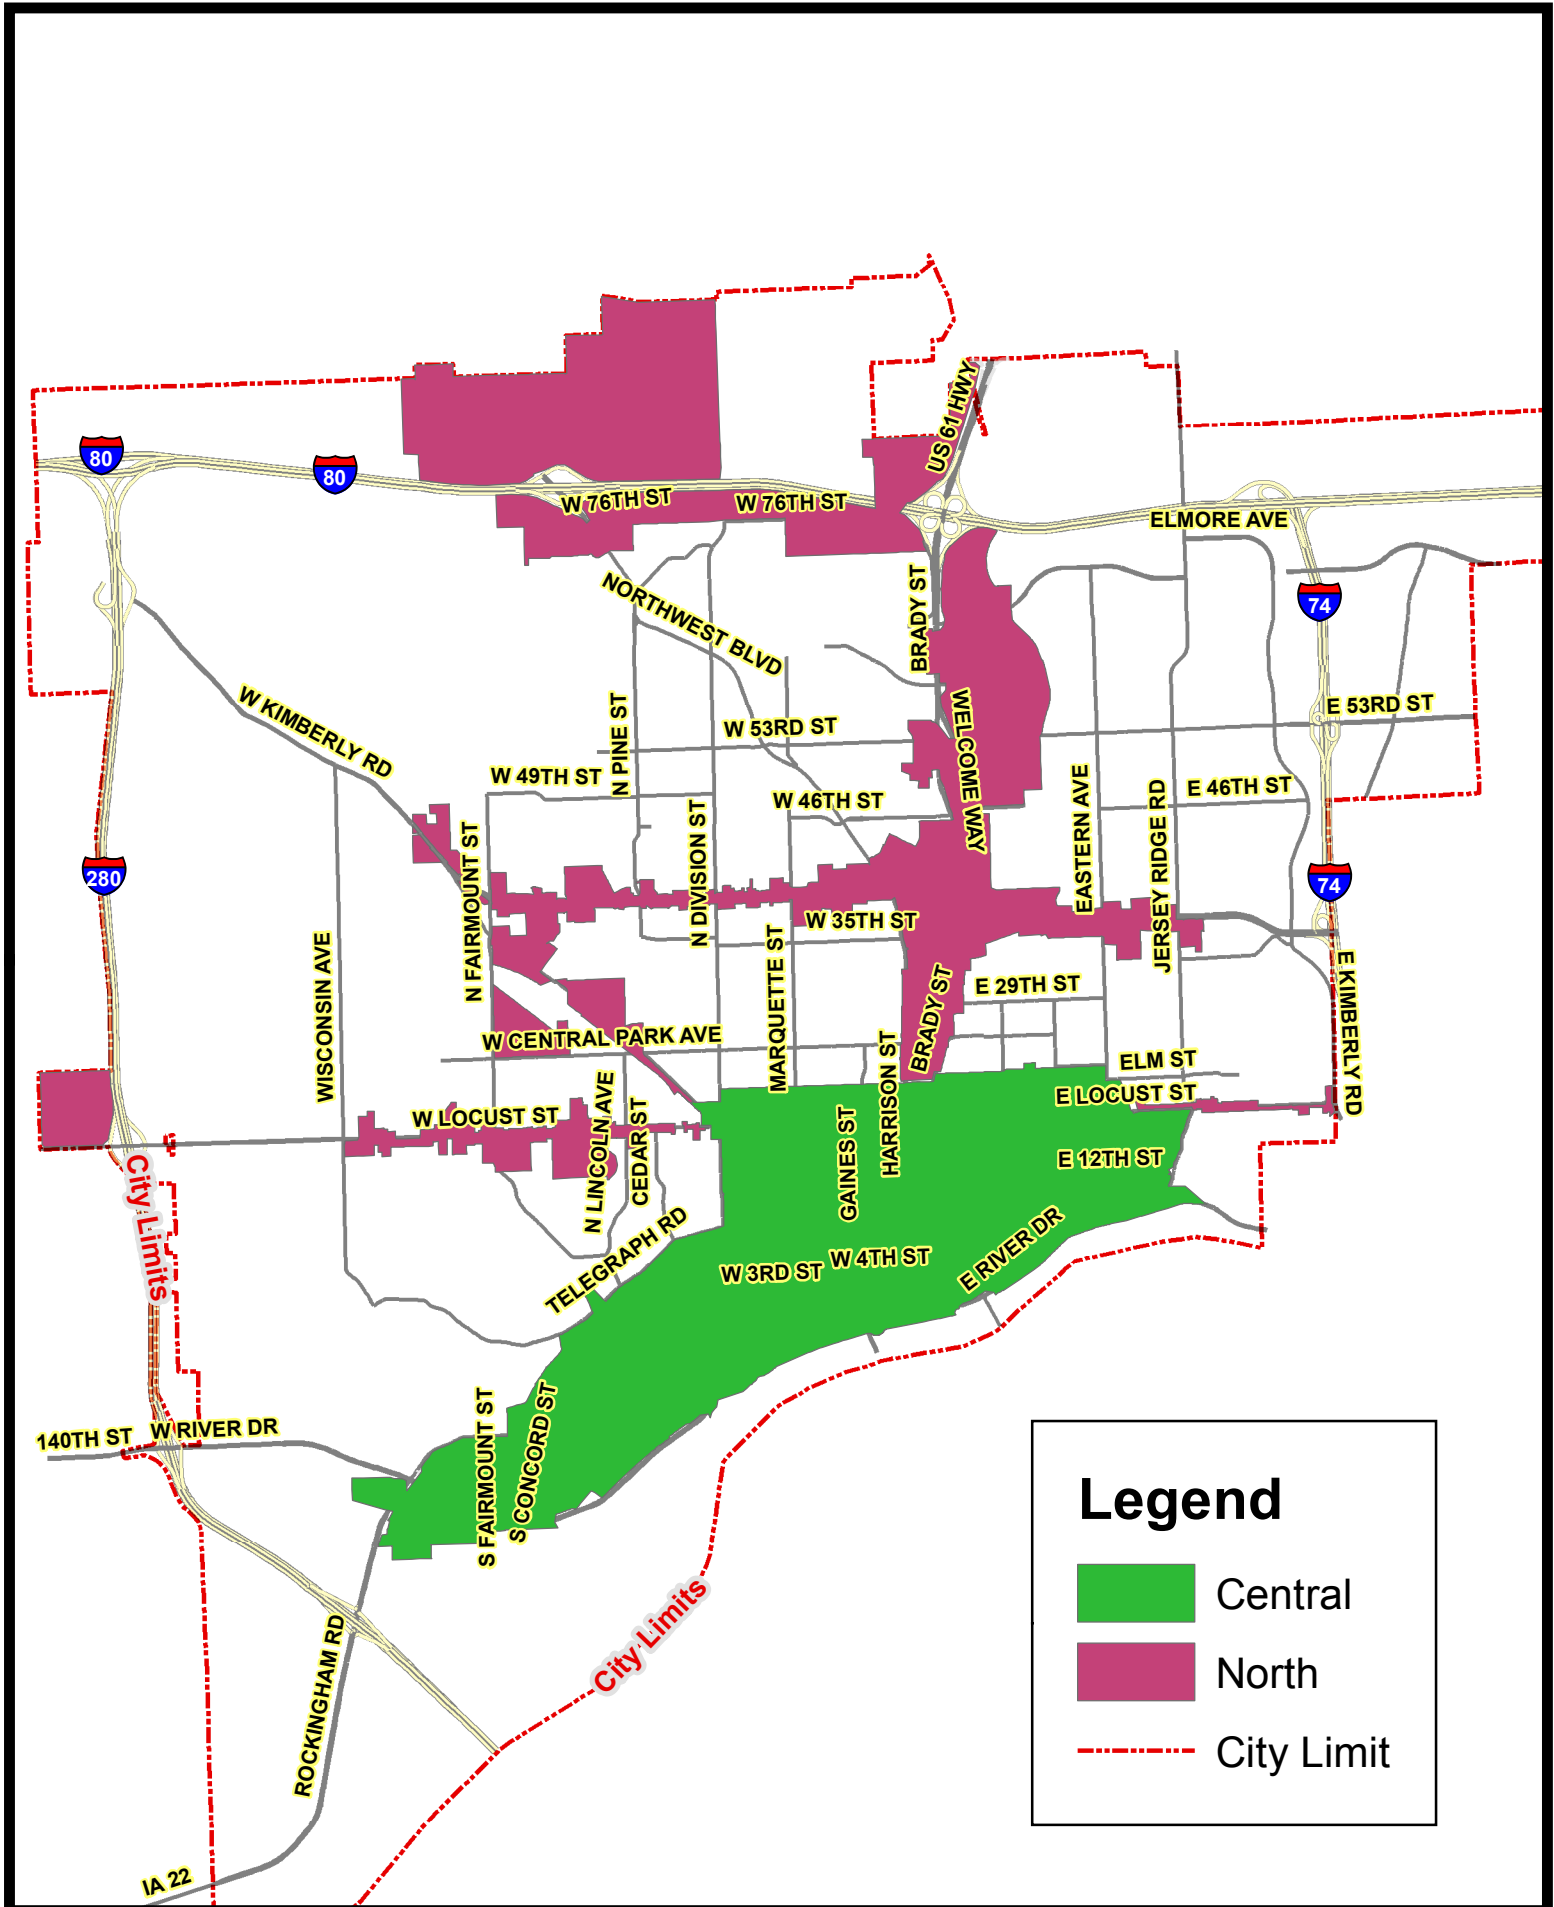 US 61 HWY
80
80
W 76TH ST
W 76TH ST
ELMORE AVE
74
NORTHWEST BLVD
BRADY ST
W KIMBERLY RD
N PINE ST
W 53RD ST
WELCOME WAY
E 53RD ST
W 49TH ST
W 46TH ST
E 46TH ST
EASTERN AVE
JERSEY RIDGE RD
N FAIRMOUNT ST
N DIVISION ST
280
74
W 35TH ST
WISCONSIN AVE
MARQUETTE ST
BRADY ST
E 29TH ST
E KIMBERLY RD
W CENTRAL PARK AVE
HARRISON ST
ELM ST
E LOCUST ST
W LOCUST ST
N LINCOLN AVE
CEDAR ST
GAINES ST
E 12TH ST
City Limits
TELEGRAPH RD
W 3RD ST
W 4TH ST
E RIVER DR
140TH ST
W RIVER DR
S FAIRMOUNT ST
S CONCORD ST
City Limits
ROCKINGHAM RD
IA 22
Legend
Central
North
City Limit